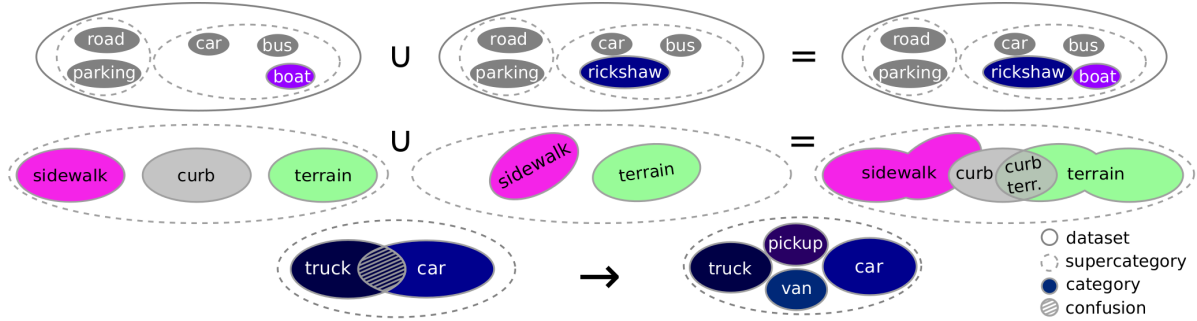 road car bus
parking boat
∪
road car bus
parking rickshaw
=
road car bus
parking rickshaw boat
sidewalk curb terrain
∪
sidewalk terrain
=
sidewalk curb curb terrain
terr.
truck car
→
truck pickup car
van
dataset
supercategory
category
confusion